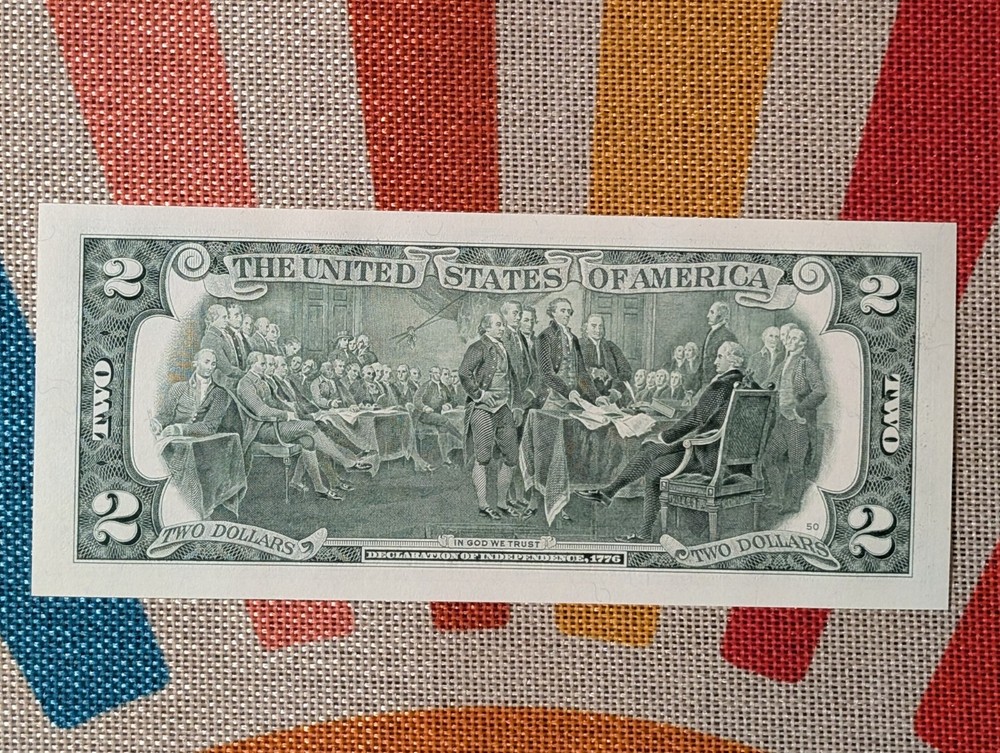 THE UNITED STATES OF AMERICA
2
2
TWO
TWO
2
2
50
TWO DOLLARS
IN GOD WE TRUST
TWO DOLLARS
DECLARATION OF INDEPENDENCE, 1776